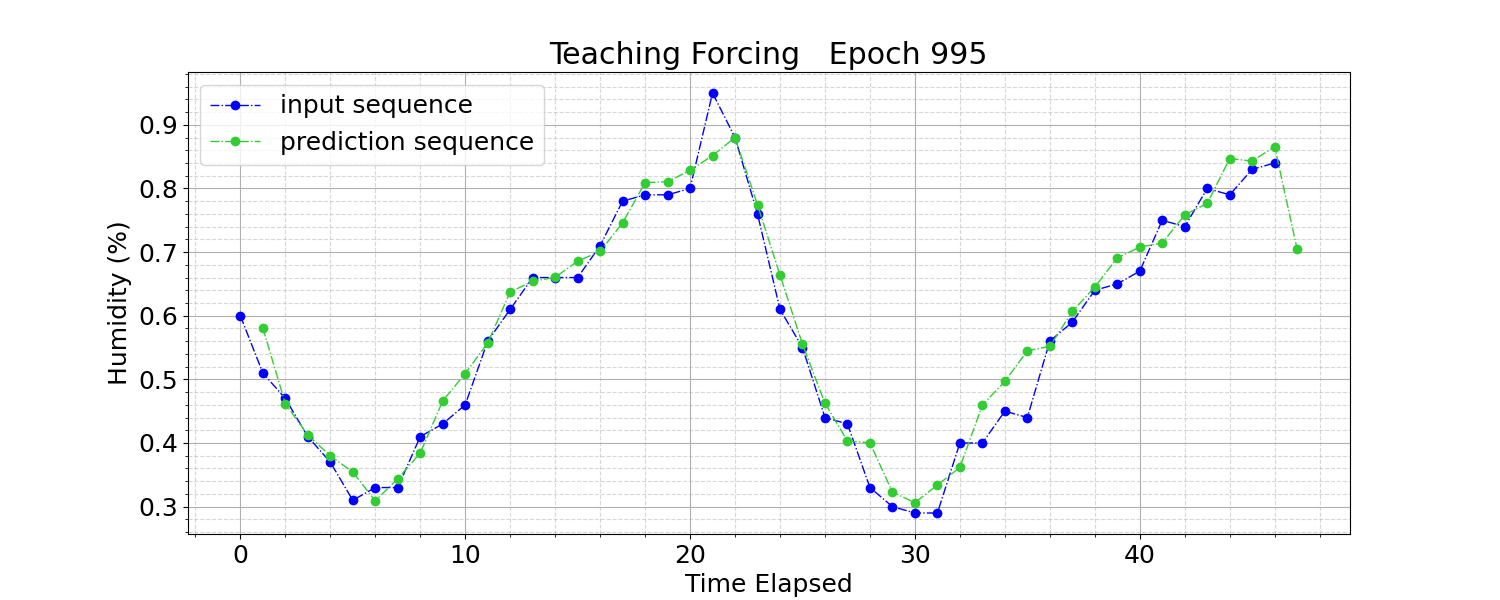 Teaching Forcing   Epoch 995
input sequence
prediction sequence
Humidity (%)
0.9
0.8
0.7
0.6
0.5
0.4
0.3
0 10 20 30 40
Time Elapsed